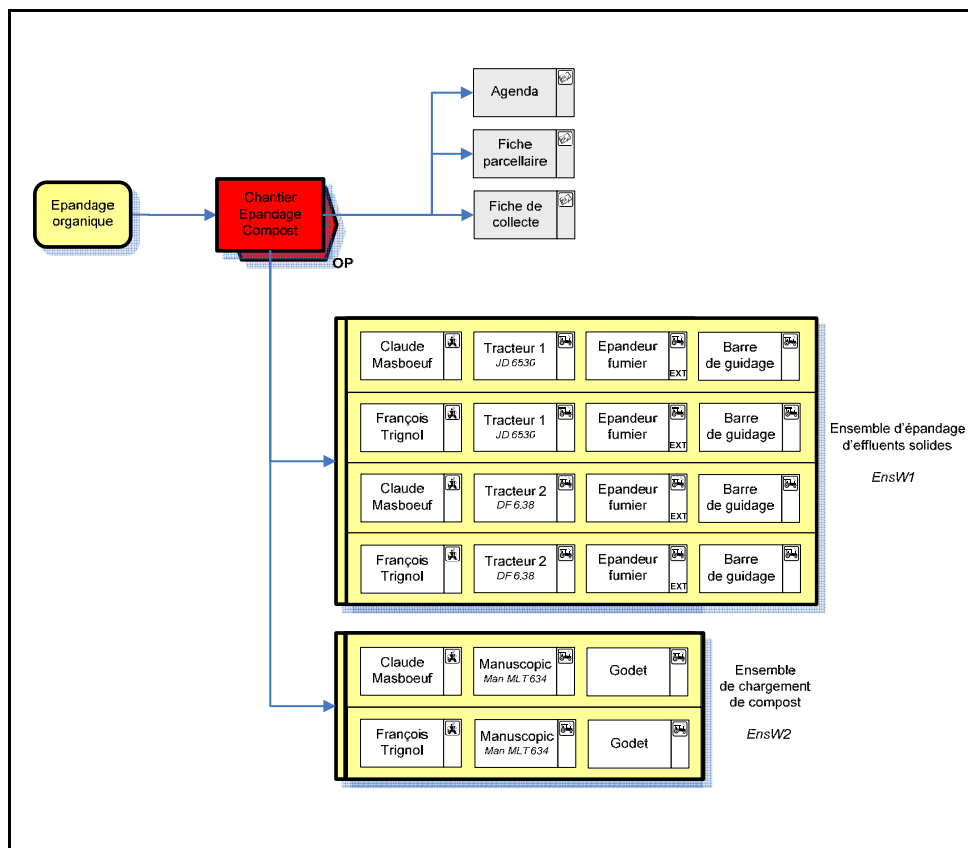 Agenda
Fiche
parcellaire
Fiche de
collecte
Epandage
organique
Chantier
Epandage
Compost
OP
Claude
Masboeuf
Tracteur 1
JD 6530
Epandeur
fumier
EXT
Barre
de guidage
François
Trignol
Tracteur 1
JD 6530
Epandeur
fumier
EXT
Barre
de guidage
Claude
Masboeuf
Tracteur 2
DF 6.38
Epandeur
fumier
EXT
Barre
de guidage
François
Trignol
Tracteur 2
DF 6.38
Epandeur
fumier
EXT
Barre
de guidage
Ensemble d'épandage
d'effluents solides
EnsW1
Claude
Masboeuf
Manuscopic
Man MLT 634
Godet
François
Trignol
Manuscopic
Man MLT 634
Godet
Ensemble
de chargement
de compost
EnsW2